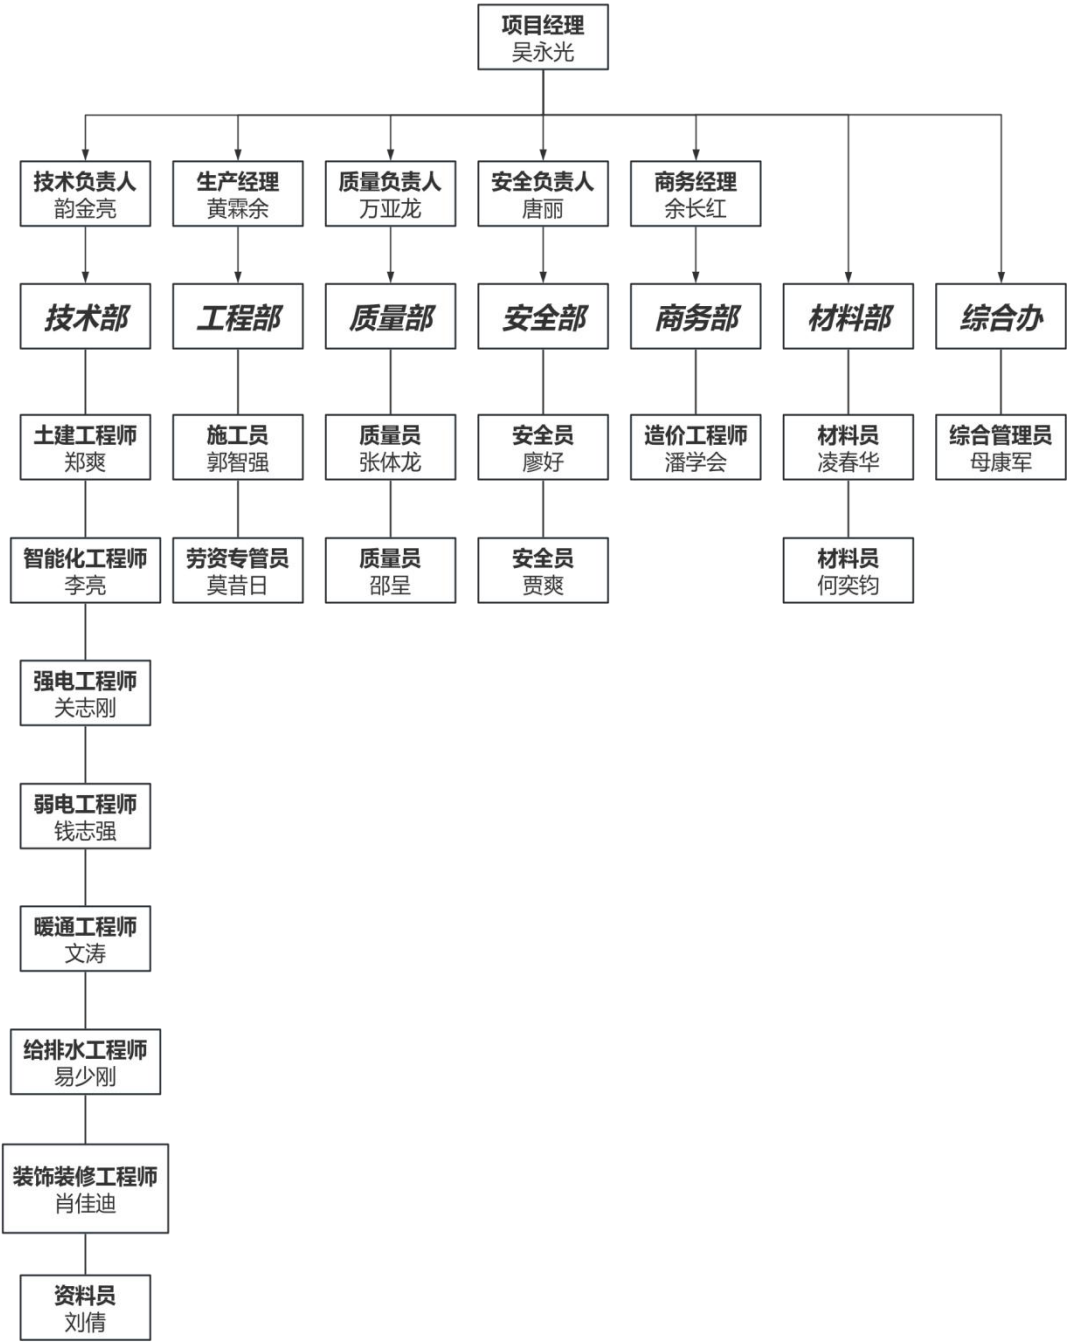 项目经理
吴永光
技术负责人
韵金亮
生产经理
黄霖余
质量负责人
万亚龙
安全负责人
唐丽
商务经理
余长红
技术部
工程部
质量部
安全部
商务部
材料部
综合办
土建工程师
郑爽
施工员
郭智强
质量员
张体龙
安全员
廖好
造价工程师
潘学会
材料员
凌春华
综合管理员
母康军
智能化工程师
李亮
劳资专管员
莫昔日
质量员
邵呈
安全员
贾爽
材料员
何奕钧
强电工程师
关志刚
弱电工程师
钱志强
暖通工程师
文涛
给排水工程师
易少刚
装饰装修工程师
肖佳迪
资料员
刘倩